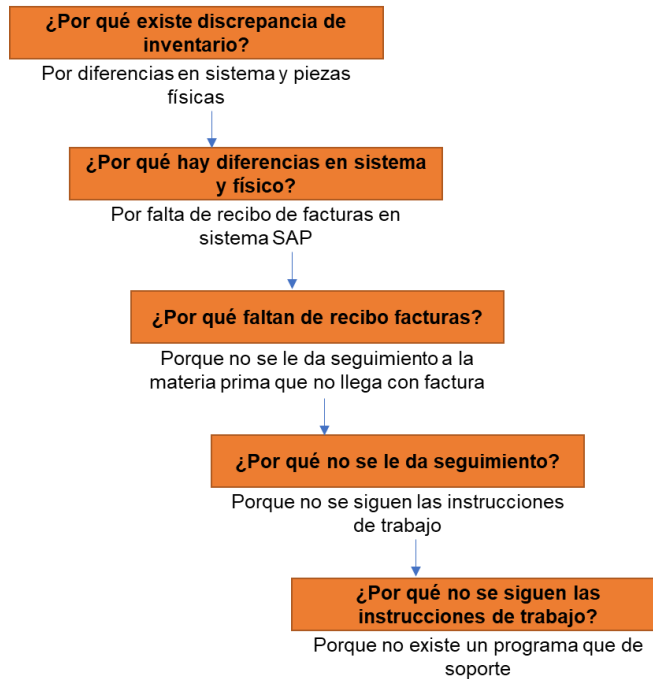 ¿Por qué existe discrepancia de
inventario?
Por diferencias en sistema y piezas
físicas
¿Por qué hay diferencias en sistema
y físico?
Por falta de recibo de facturas en
sistema SAP
¿Por qué faltan de recibo facturas?
Porque no se le da seguimiento a la
materia prima que no llega con factura
¿Por qué no se le da seguimiento?
Porque no se siguen las instrucciones
de trabajo
¿Por qué no se siguen las
instrucciones de trabajo?
Porque no existe un programa que de
soporte